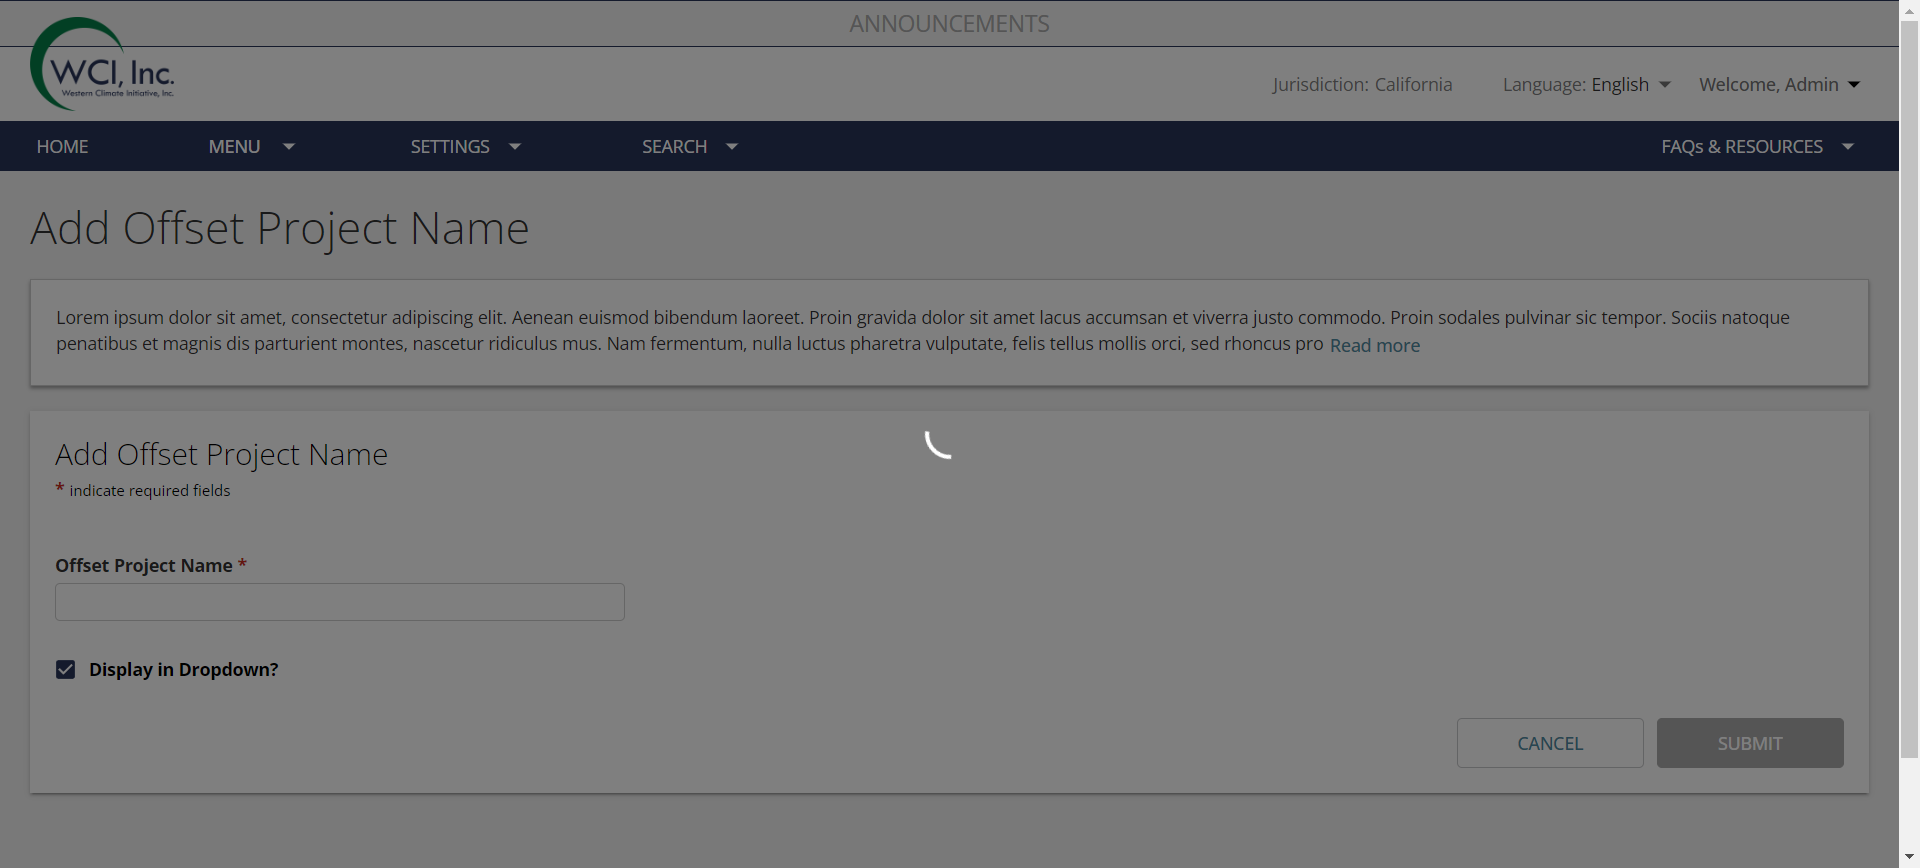 ANNOUNCEMENTS
WCI, Inc.
Western Climate Initiative, Inc.
Jurisdiction: California
Language: English
Welcome, Admin
HOME
MENU
SETTINGS
SEARCH
FAQs & RESOURCES
Add Offset Project Name
Lorem ipsum dolor sit amet, consectetur adipiscing elit. Aenean euismod bibendum laoreet. Proin gravida dolor sit amet lacus accumsan et viverra justo commodo. Proin sodales pulvinar sic tempor. Sociis natoque
penatibus et magnis dis parturient montes, nascetur ridiculus mus. Nam fermentum, nulla luctus pharetra vulputate, felis tellus mollis orci, sed rhoncus pro Read more
Add Offset Project Name
* indicate required fields
Offset Project Name *
Display in Dropdown?
CANCEL
SUBMIT